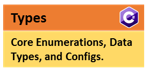 Types
C#
Core Enumerations, Data
Types, and Configs.